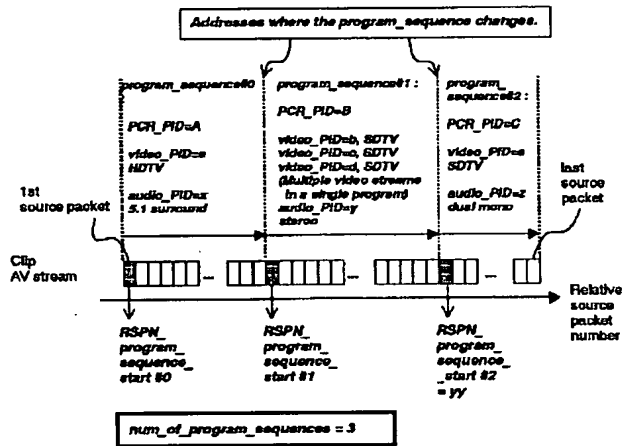 Addresses where the program_sequence changes.
program_sequence#0
PCR_PID=A
video_PID=a
HDTV
audio_PID=x
5.1 surround
program_sequence#1 :
PCR_PID=B
video_PID=b, SDTV
video_PID=c, SDTV
video_PID=d, SDTV
(Multiple video streams
in a single program)
audio_PID=y
stereo
program_
sequence#2 :
PCR_PID=C
video_PID=e
SDTV
audio_PID=z
dual mono
1st
source packet
last
source
packet
Clip
AV stream
...
...
...
Relative
source
packet
number
RSPN_
program_
sequence_
start #0
RSPN_
program_
sequence_
start #1
RSPN_
program_
sequence_
_start #2
= yy
num_of_program_sequences = 3